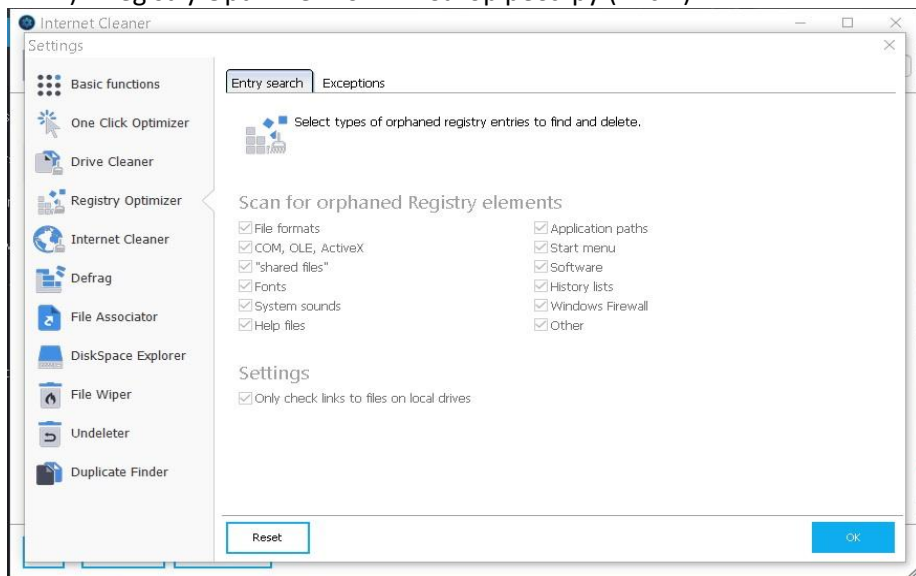 Internet Cleaner
Settings
Basic functions
One Click Optimizer
Drive Cleaner
Registry Optimizer
Internet Cleaner
Defrag
File Associator
DiskSpace Explorer
File Wiper
Undeleter
Duplicate Finder
Entry search Exceptions
Select types of orphaned registry entries to find and delete.
Scan for orphaned Registry elements
File formats
COM, OLE, ActiveX
"shared files"
Fonts
System sounds
Help files
Application paths
Start menu
Software
History lists
Windows Firewall
Other
Settings
Only check links to files on local drives
Reset
OK